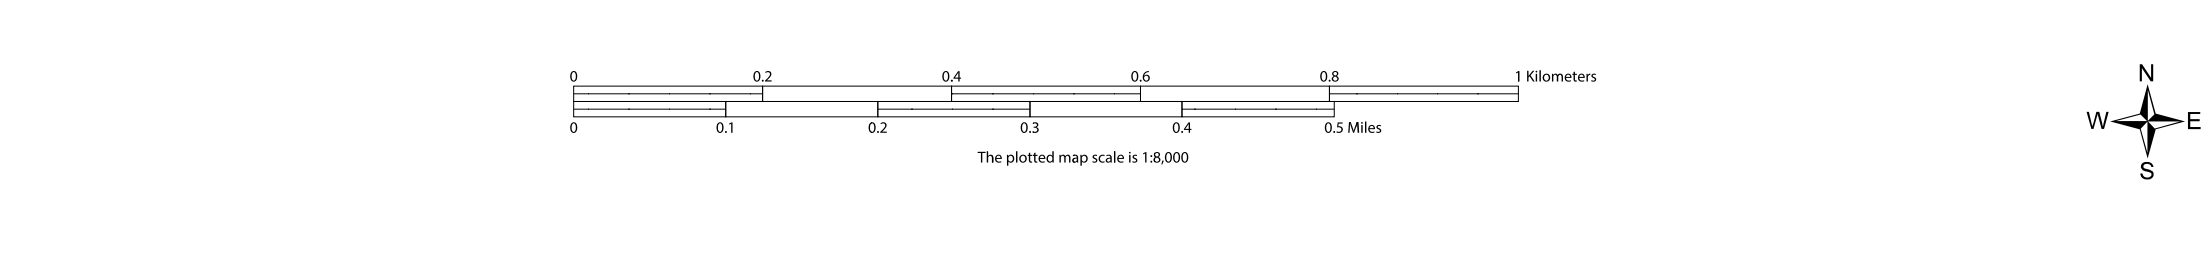 0 0.2 0.4 0.6 0.8 1 Kilometers
0 0.1 0.2 0.3 0.4 0.5 Miles
The plotted map scale is 1:8,000
N
W E
S